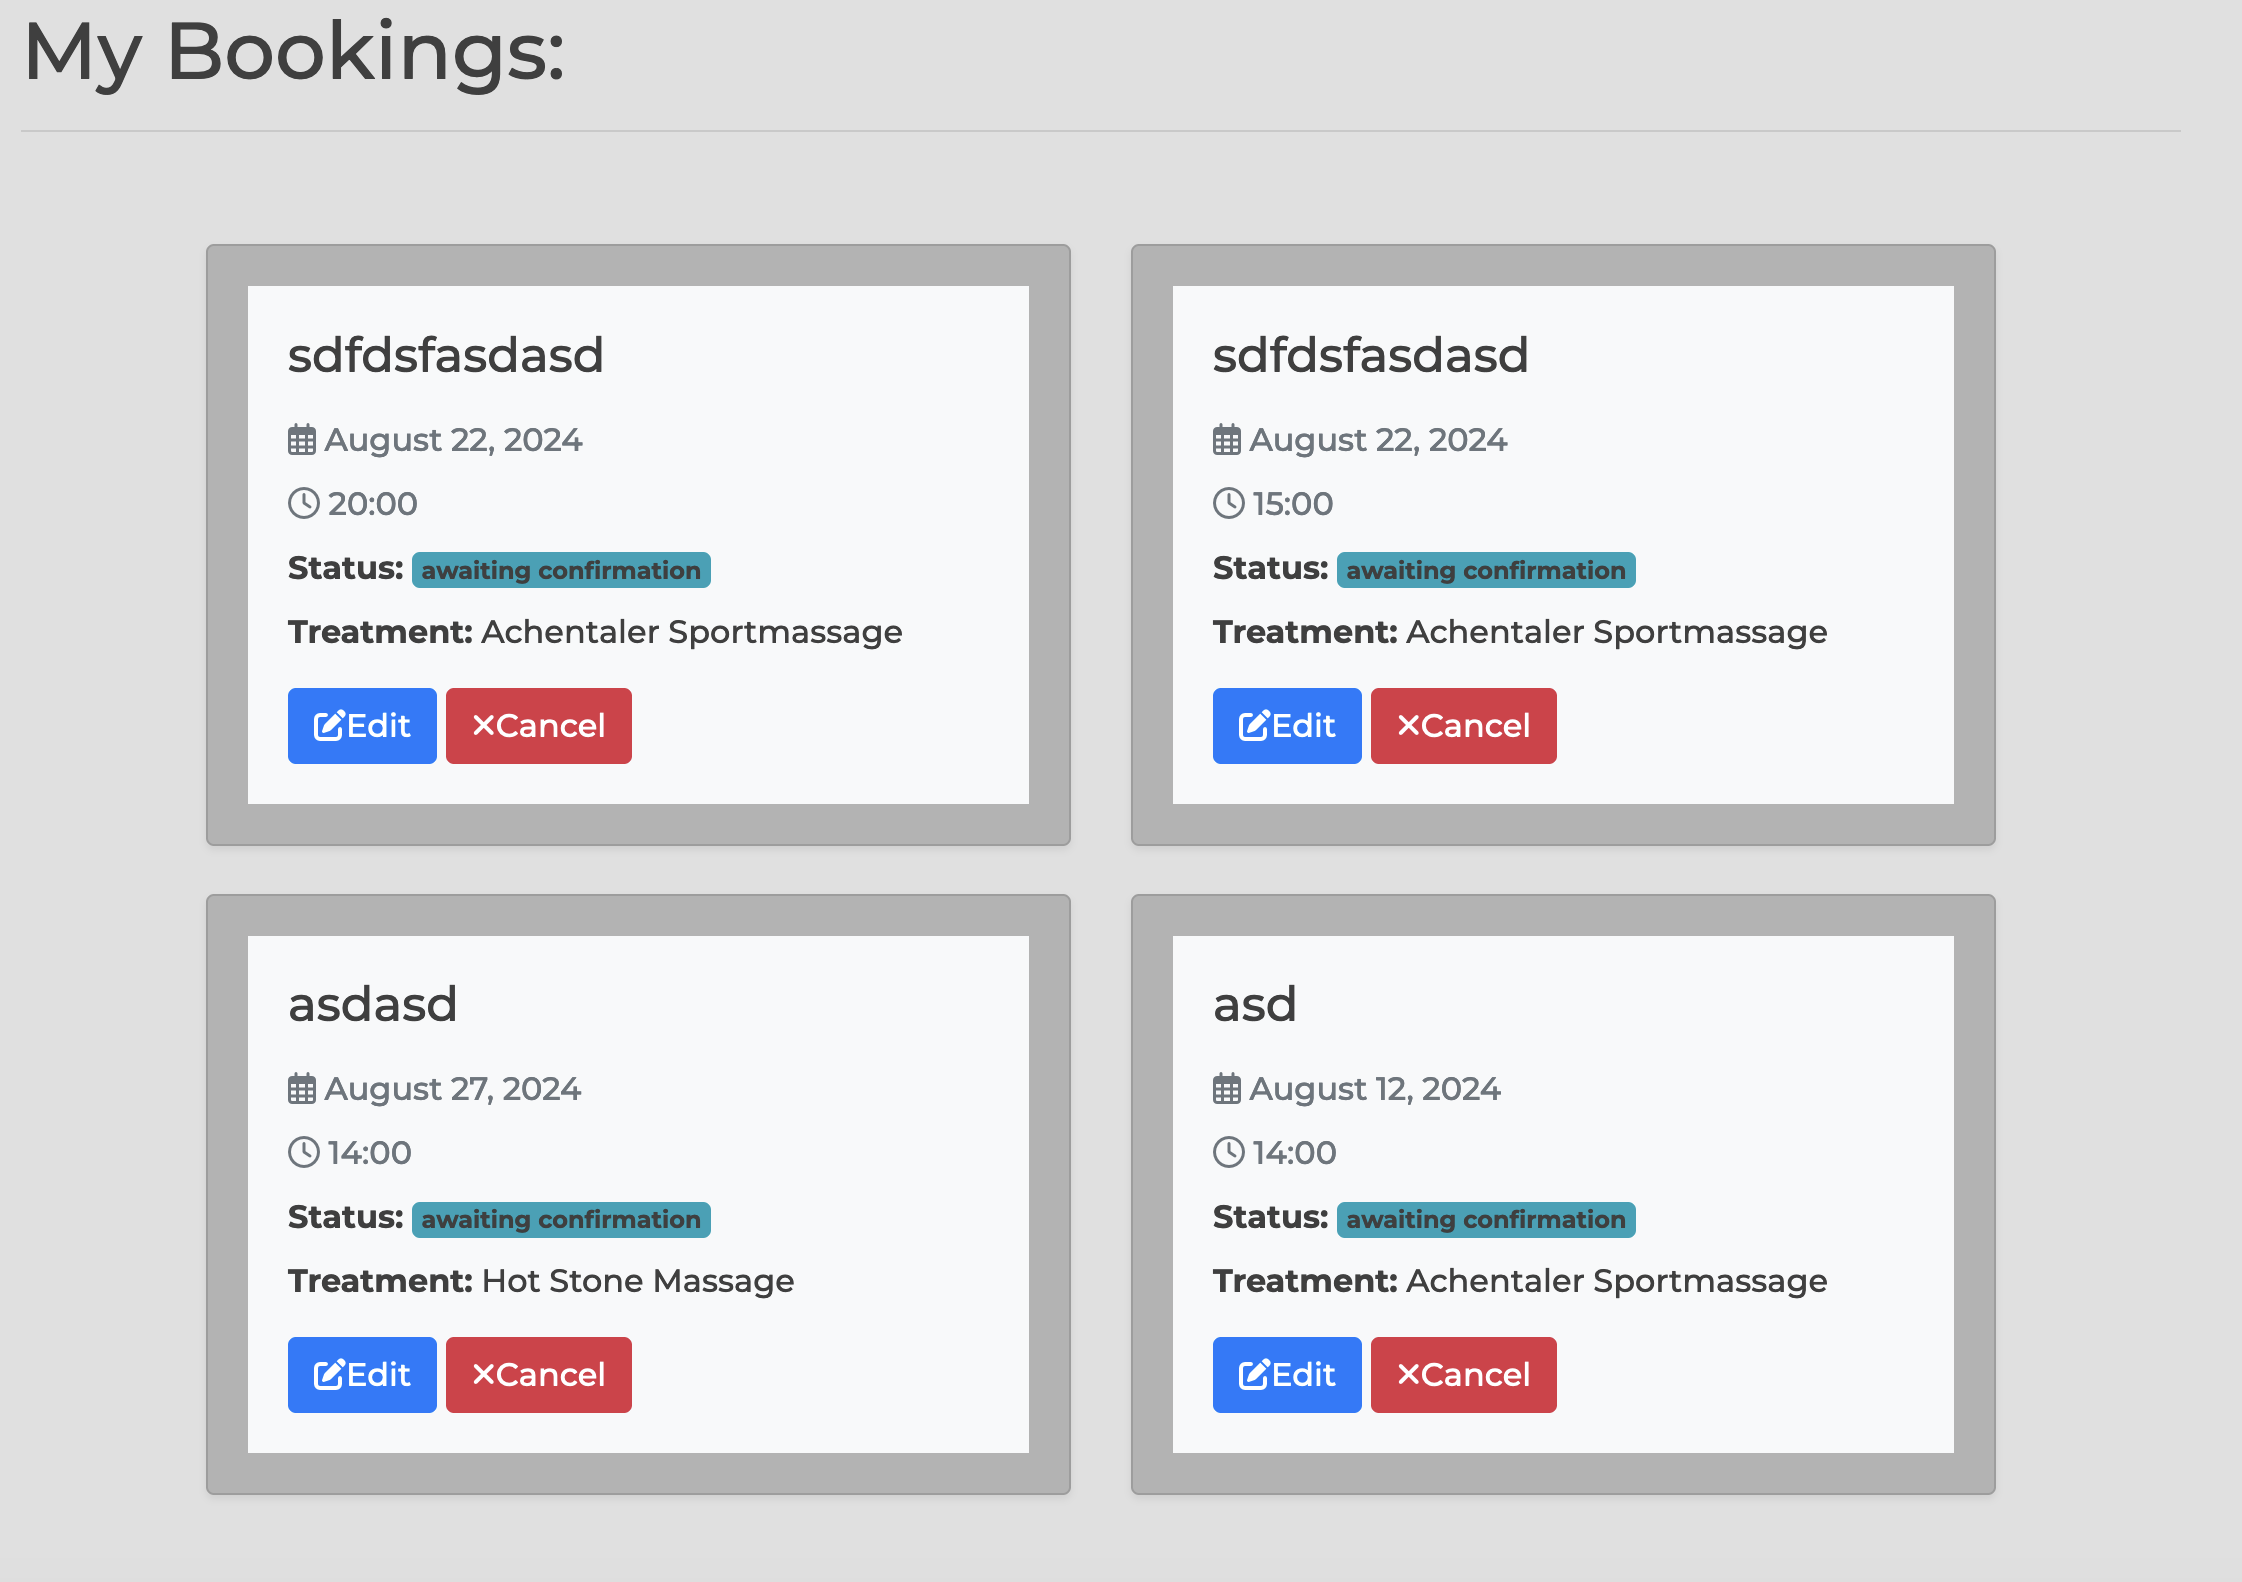 My Bookings:
sdfdsfasdasd
August 22, 2024
20:00
Status: awaiting confirmation
Treatment: Achentaler Sportmassage
Edit Cancel
sdfdsfasdasd
August 22, 2024
15:00
Status: awaiting confirmation
Treatment: Achentaler Sportmassage
Edit Cancel
asdasd
August 27, 2024
14:00
Status: awaiting confirmation
Treatment: Hot Stone Massage
Edit Cancel
asd
August 12, 2024
14:00
Status: awaiting confirmation
Treatment: Achentaler Sportmassage
Edit Cancel